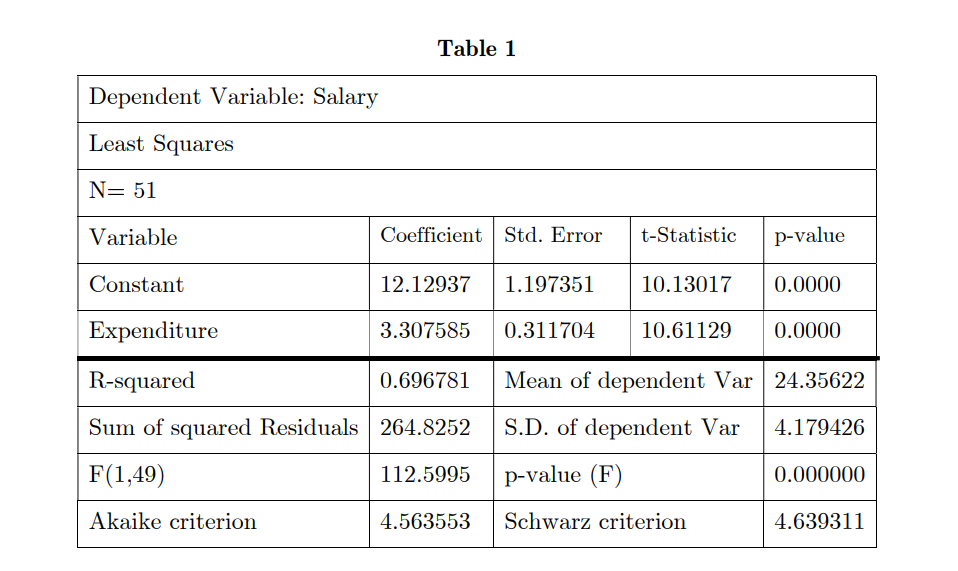 Table 1
Dependent Variable: Salary
Least Squares
N= 51
Variable Coefficient Std. Error t-Statistic p-value
Constant 12.12937 1.197351 10.13017 0.0000
Expenditure 3.307585 0.311704 10.61129 0.0000
R-squared 0.696781 Mean of dependent Var 24.35622
Sum of squared Residuals 264.8252 S.D. of dependent Var 4.179426
F(1,49) 112.5995 p-value (F) 0.000000
Akaike criterion 4.563553 Schwarz criterion 4.639311